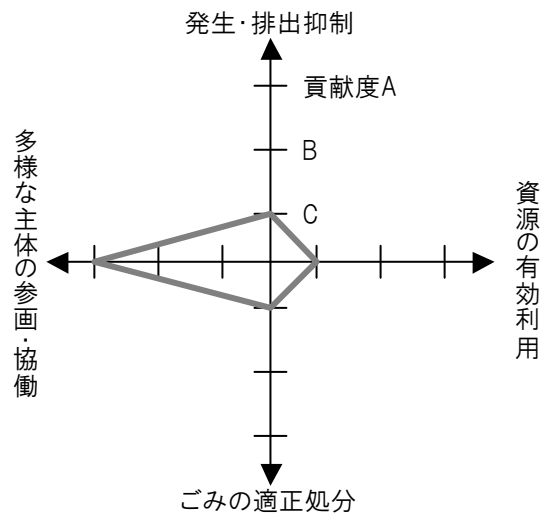 発生･排出抑制
貢献度A
B
C
多様な主体の参画･協働
資源の有効利用
ごみの適正処分